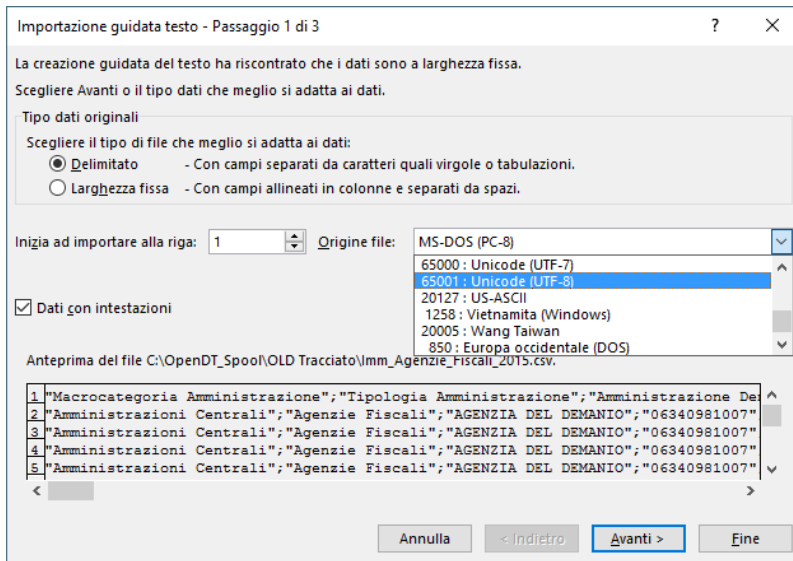 Importazione guidata testo - Passaggio 1 di 3
La creazione guidata del testo ha riscontrato che i dati sono a larghezza fissa.
Scegliere Avanti o il tipo dati che meglio si adatta ai dati.
Tipo dati originali
Scegliere il tipo di file che meglio si adatta ai dati:
Delimitato - Con campi separati da caratteri quali virgole o tabulazioni.
Larghezza fissa - Con campi allineati in colonne e separati da spazi.
Inizia ad importare alla riga: 1 Origine file: MS-DOS (PC-8)
65000 : Unicode (UTF-7)
65001 : Unicode (UTF-8)
20127 : US-ASCII
1258 : Vietnamita (Windows)
20005 : Wang Taiwan
850 : Europa occidentale (DOS)
Dati con intestazioni
Anteprima del file C:\OpenDT_Spool\OLD Tracciato\Imm_Agenzie_Fiscali_2015.csv.
1 "Macrocategoria Amministrazione";"Tipologia Amministrazione";"Amministrazione De
2 "Amministrazioni Centrali";"Agenzie Fiscali";"AGENZIA DEL DEMANIO";"06340981007"
3 "Amministrazioni Centrali";"Agenzie Fiscali";"AGENZIA DEL DEMANIO";"06340981007"
4 "Amministrazioni Centrali";"Agenzie Fiscali";"AGENZIA DEL DEMANIO";"06340981007"
5 "Amministrazioni Centrali";"Agenzie Fiscali";"AGENZIA DEL DEMANIO";"06340981007"
Annulla < Indietro Avanti > Fine